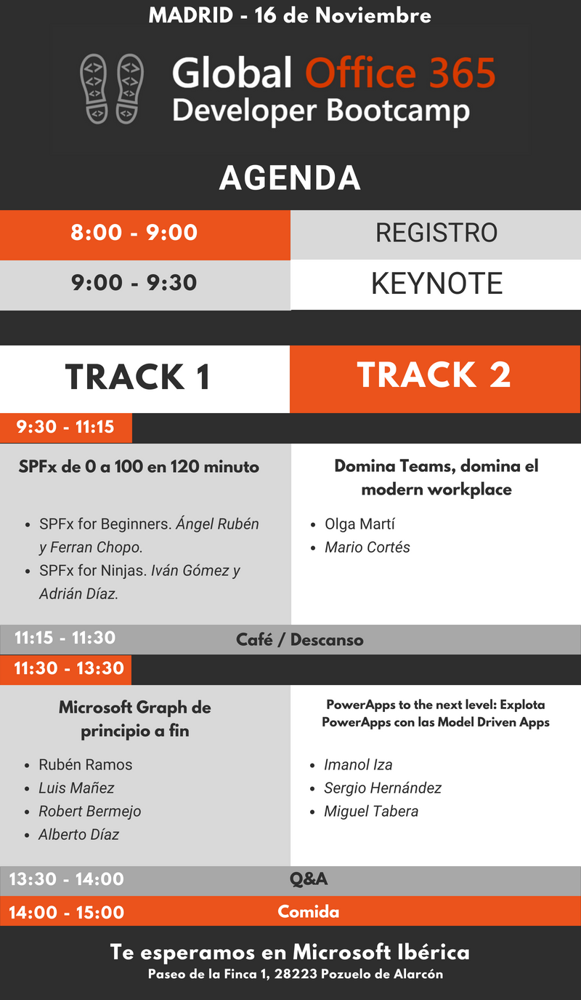 MADRID - 16 de Noviembre
Global Office 365
Developer Bootcamp
AGENDA
8:00 - 9:00
REGISTRO
9:00 - 9:30
KEYNOTE
TRACK 1
TRACK 2
9:30 - 11:15
SPFx de 0 a 100 en 120 minuto
• SPFx for Beginners. Ángel Rubén
y Ferran Chopo.
• SPFx for Ninjas. Iván Gómez y
Adrián Díaz.
Domina Teams, domina el
modern workplace
• Olga Martí
• Mario Cortés
11:15 - 11:30
Café / Descanso
11:30 - 13:30
Microsoft Graph de
principio a fin
• Rubén Ramos
• Luis Mañez
• Robert Bermejo
• Alberto Díaz
PowerApps to the next level: Explota
PowerApps con las Model Driven Apps
• Imanol Iza
• Sergio Hernández
• Miguel Tabera
13:30 - 14:00
Q&A
14:00 - 15:00
Comida
Te esperamos en Microsoft Ibérica
Paseo de la Finca 1, 28223 Pozuelo de Alarcón